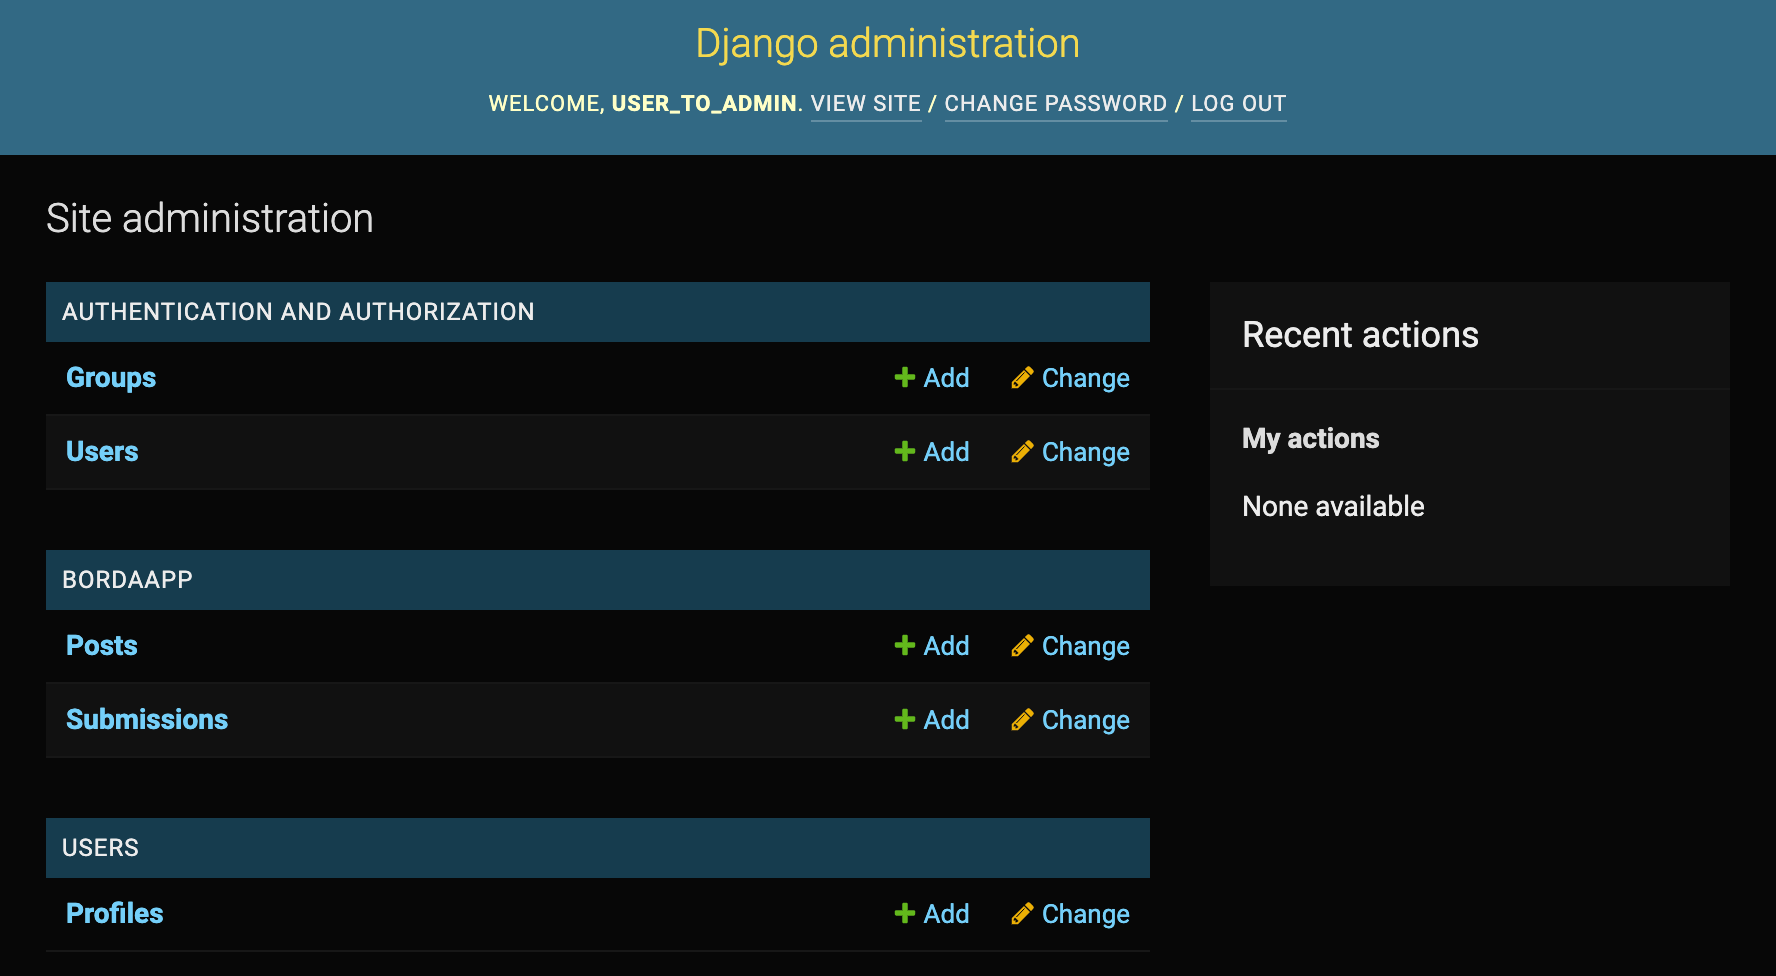 Django administration
WELCOME, USER_TO_ADMIN. VIEW SITE / CHANGE PASSWORD / LOG OUT
Site administration
AUTHENTICATION AND AUTHORIZATION
Groups Add Change
Users Add Change
BORDAAPP
Posts Add Change
Submissions Add Change
USERS
Profiles Add Change
Recent actions
My actions
None available